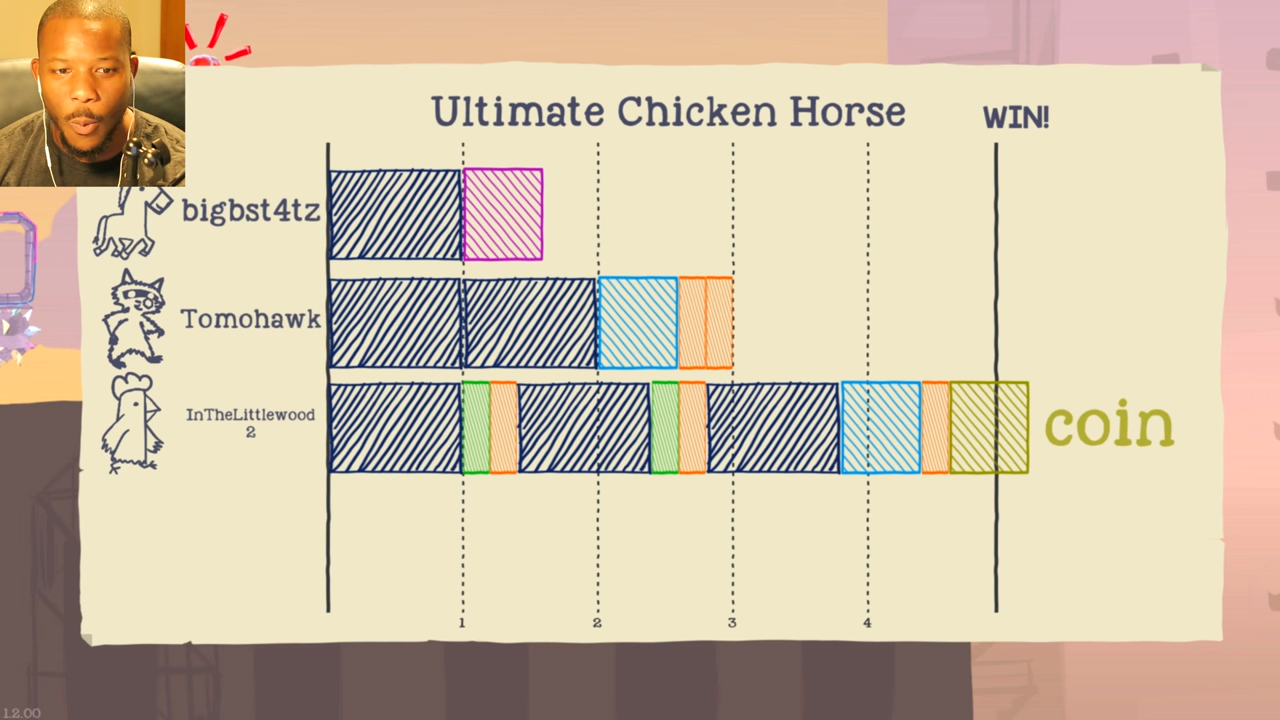 Ultimate Chicken Horse
WIN!
bigbst4tz
Tomohawk
InTheLittlewood
2
coin
1 2 3 4
1.2.00